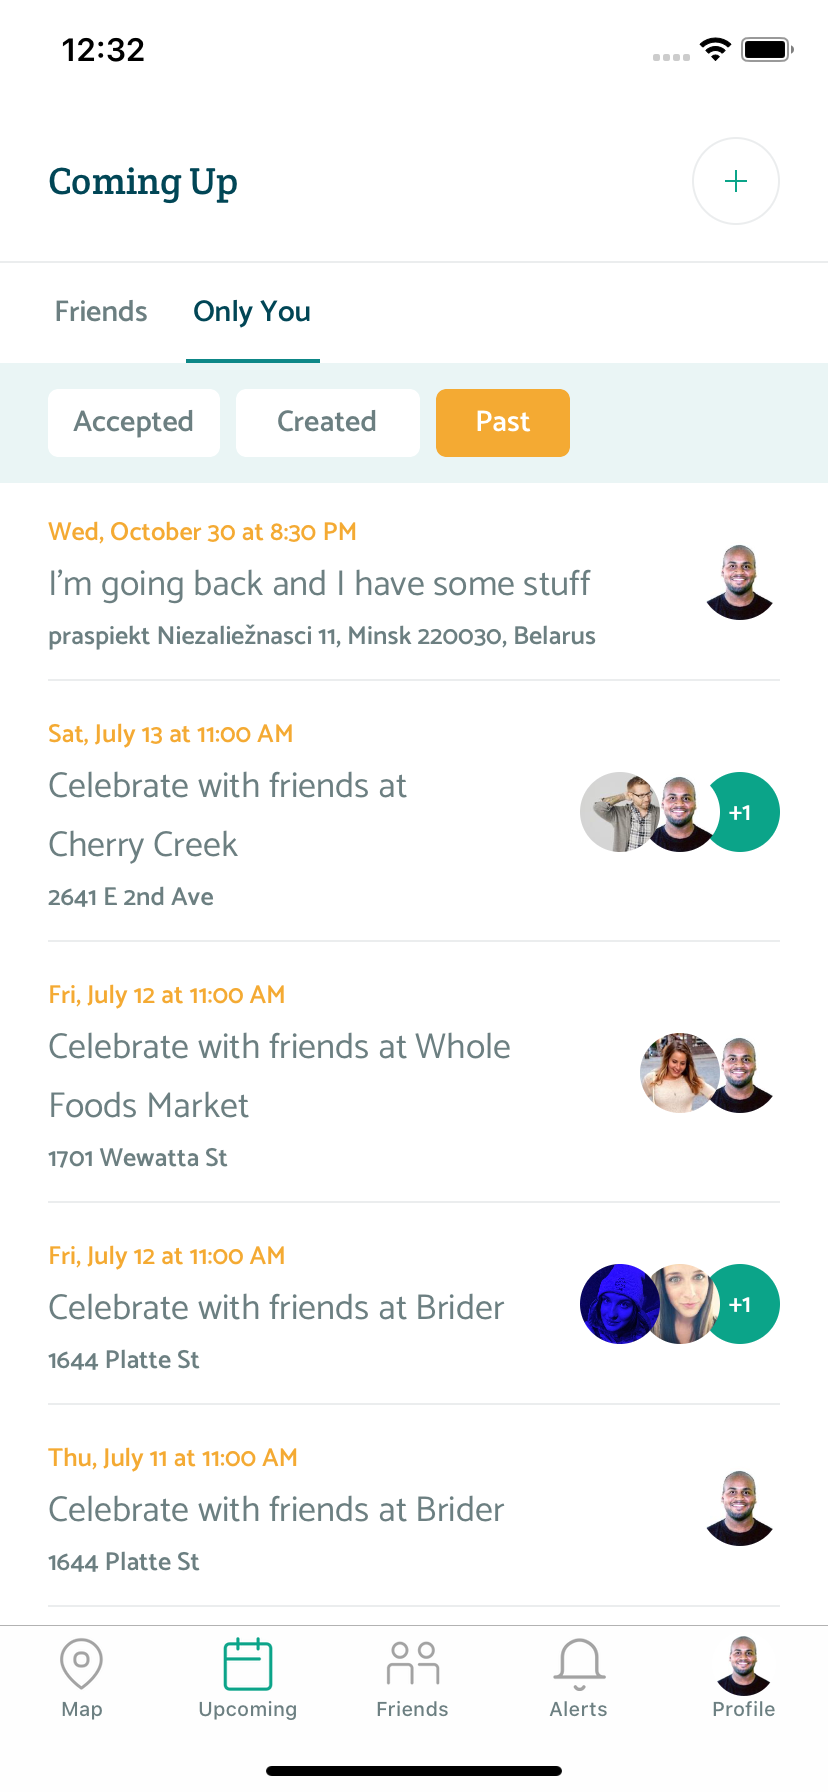 12:32
Coming Up
Friends
Only You
Accepted
Created
Past
Wed, October 30 at 8:30 PM
I'm going back and I have some stuff
praspiekt Niezaliežnasci 11, Minsk 220030, Belarus
Sat, July 13 at 11:00 AM
Celebrate with friends at
Cherry Creek
+1
2641 E 2nd Ave
Fri, July 12 at 11:00 AM
Celebrate with friends at Whole
Foods Market
1701 Wewatta St
Fri, July 12 at 11:00 AM
Celebrate with friends at Brider
+1
1644 Platte St
Thu, July 11 at 11:00 AM
Celebrate with friends at Brider
1644 Platte St
Map
Upcoming
Friends
Alerts
Profile